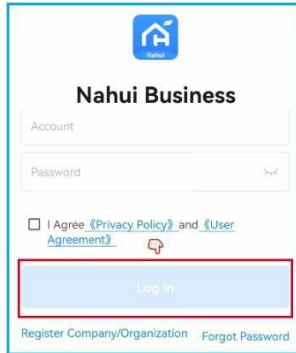 Nahui
Nahui Business
Account
Password
I Agree 《Privacy Policy》 and 《User
Agreement》
Log In
Register Company/Organization Forgot Password